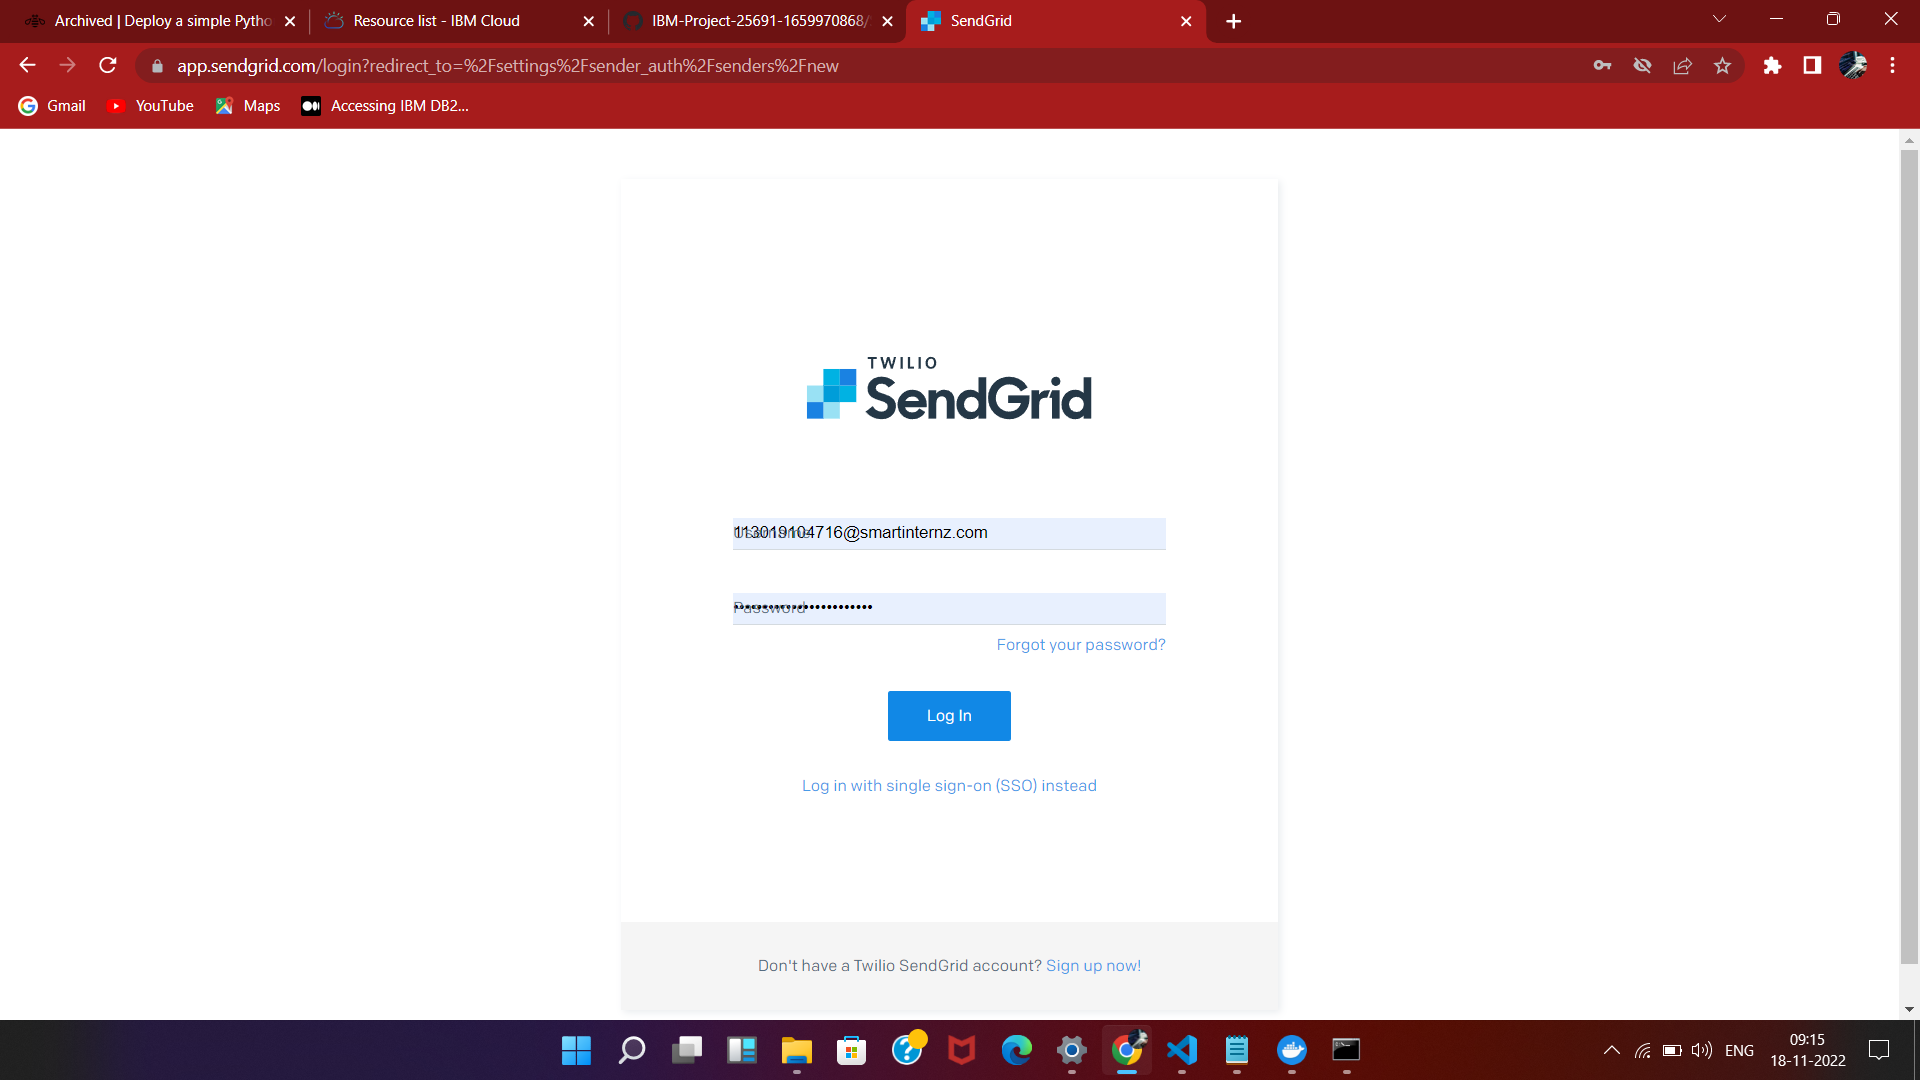 Archived | Deploy a simple Pytho
Resource list - IBM Cloud
IBM-Project-25691-1659970868/
SendGrid
app.sendgrid.com/login?redirect_to=%2Fsettings%2Fsender_auth%2Fsenders%2Fnew
Gmail
YouTube
Maps
Accessing IBM DB2...
TWILIO
SendGrid
Username
113019104716@smartinternz.com
Password
Forgot your password?
Log In
Log in with single sign-on (SSO) instead
Don't have a Twilio SendGrid account? Sign up now!
ENG
09:15
18-11-2022